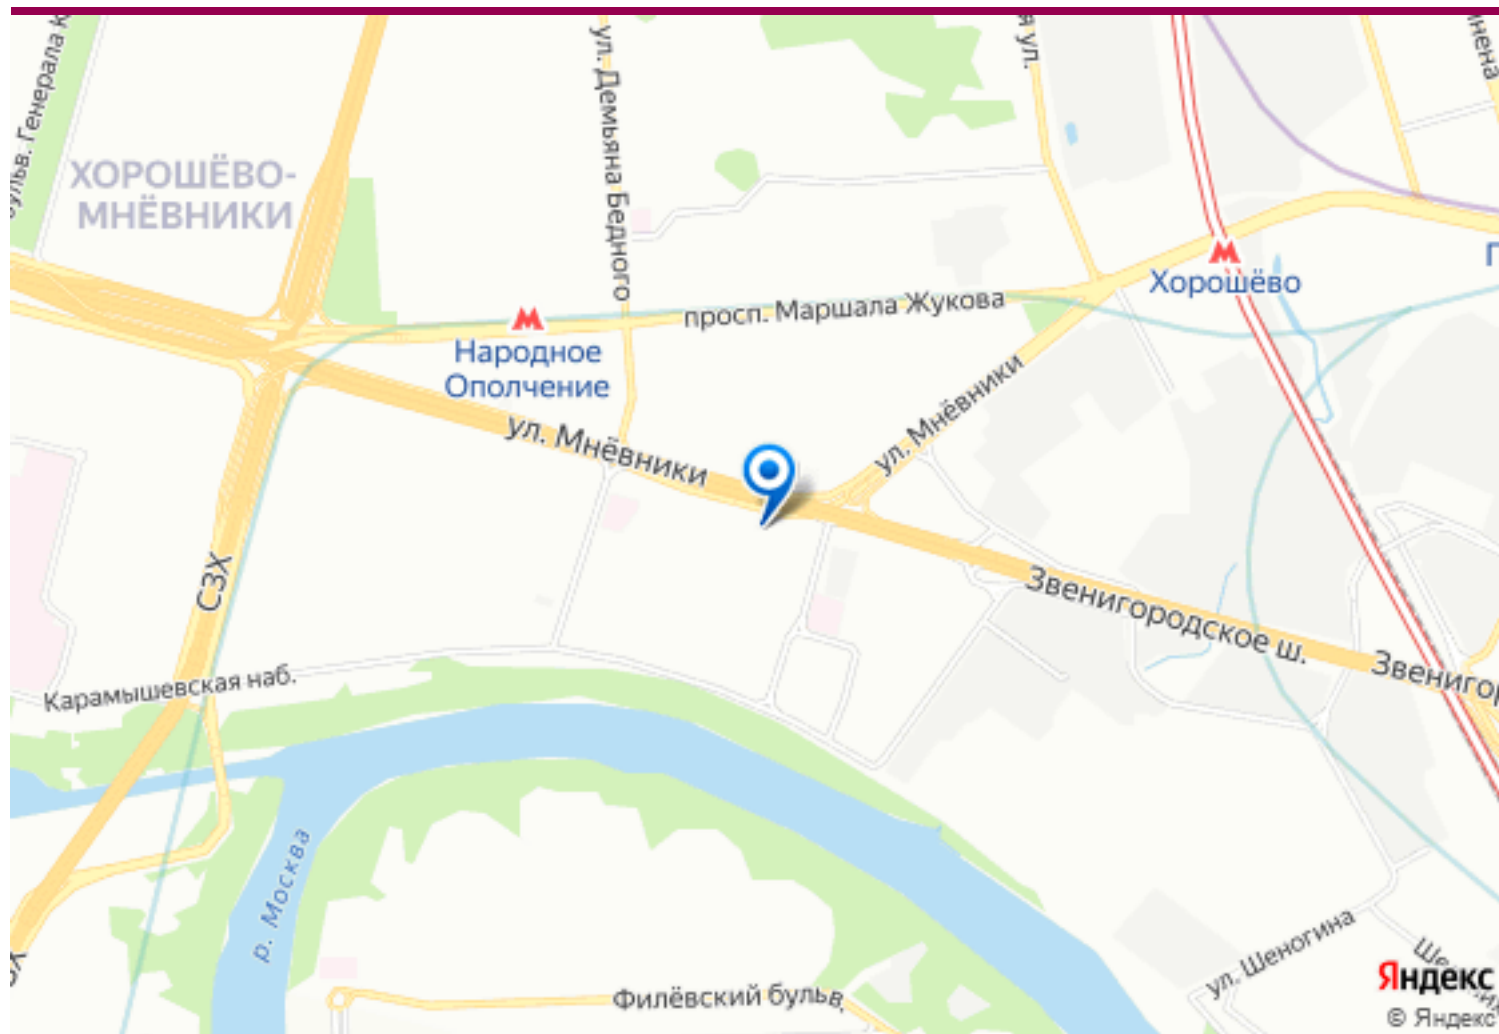 бульв. Генерала К
ХОРОШЁВО-
МНЁВНИКИ
ул. Демьяна Бедного
я ул.
М
Хорошёво
просп. Маршала Жукова
М
Народное
Ополчение
ул. Мнёвники
ул. Мнёвники
СЗХ
Звенигородское ш.
Звенигор
Карамышевская наб.
р. Москва
Филёвский бульв.
ул. Шеногина
Яндекс
© Яндекс